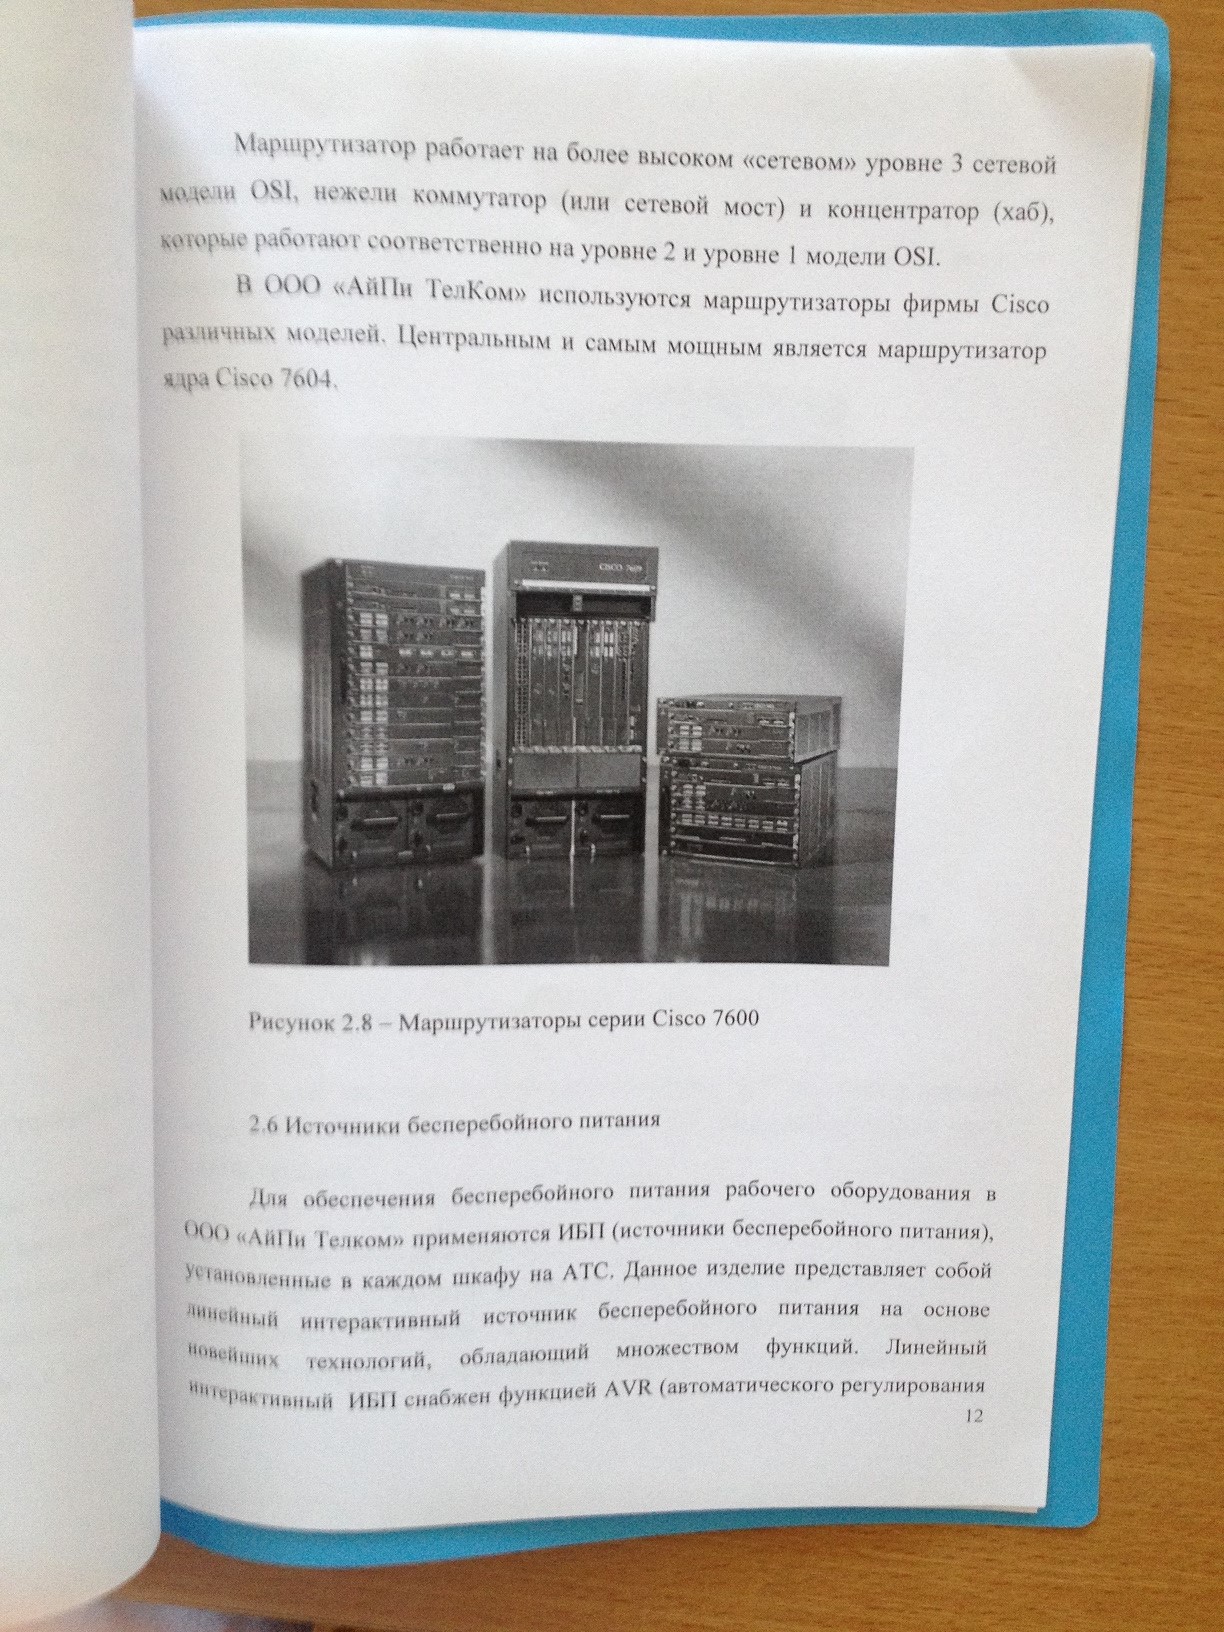 Маршрутизатор работает на более высоком «сетевом» уровне 3 сетевой
модели OSI, нежели коммутатор (или сетевой мост) и концентратор (хаб),
которые работают соответственно на уровне 2 и уровне 1 модели OSI.
В ООО «АйПи ТелКом» используются маршрутизаторы фирмы Cisco
различных моделей. Центральным и самым мощным является маршрутизатор
ядра Cisco 7604.
CISCO 7609
Рисунок 2.8 – Маршрутизаторы серии Cisco 7600
2.6 Источники бесперебойного питания
Для обеспечения бесперебойного питания рабочего оборудования в
ООО «АйПи Телком» применяются ИБП (источники бесперебойного питания),
установленные в каждом шкафу на АТС. Данное изделие представляет собой
линейный интерактивный источник бесперебойного питания на основе
новейших технологий, обладающий множеством функций. Линейный
интерактивный ИБП снабжен функцией AVR (автоматического регулирования
12